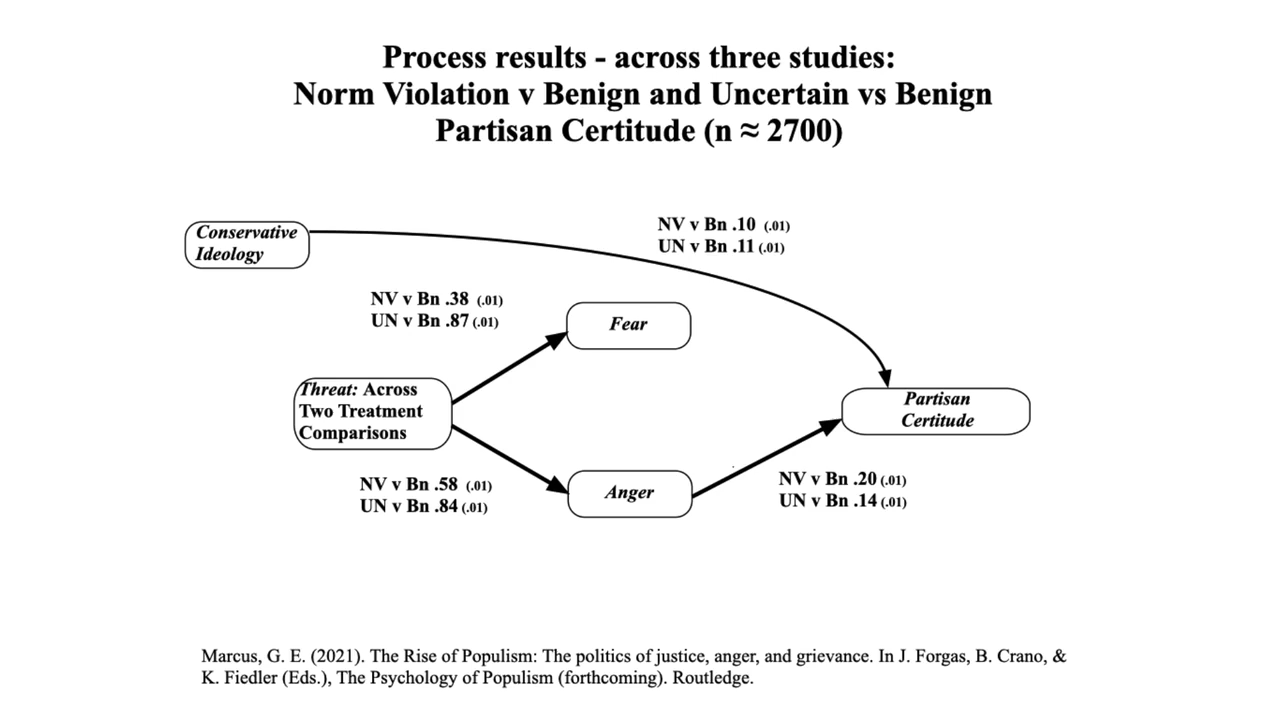 Process results - across three studies:
Norm Violation v Benign and Uncertain vs Benign
Partisan Certitude (n ≈ 2700)
Conservative
Ideology
NV v Bn .10 (.01)
UN v Bn .11 (.01)
NV v Bn .38 (.01)
UN v Bn .87 (.01)
Fear
Threat: Across
Two Treatment
Comparisons
Partisan
Certitude
NV v Bn .58 (.01)
UN v Bn .84 (.01)
Anger
NV v Bn .20 (.01)
UN v Bn .14 (.01)
Marcus, G. E. (2021). The Rise of Populism: The politics of justice, anger, and grievance. In J. Forgas, B. Crano, &
K. Fiedler (Eds.), The Psychology of Populism (forthcoming). Routledge.